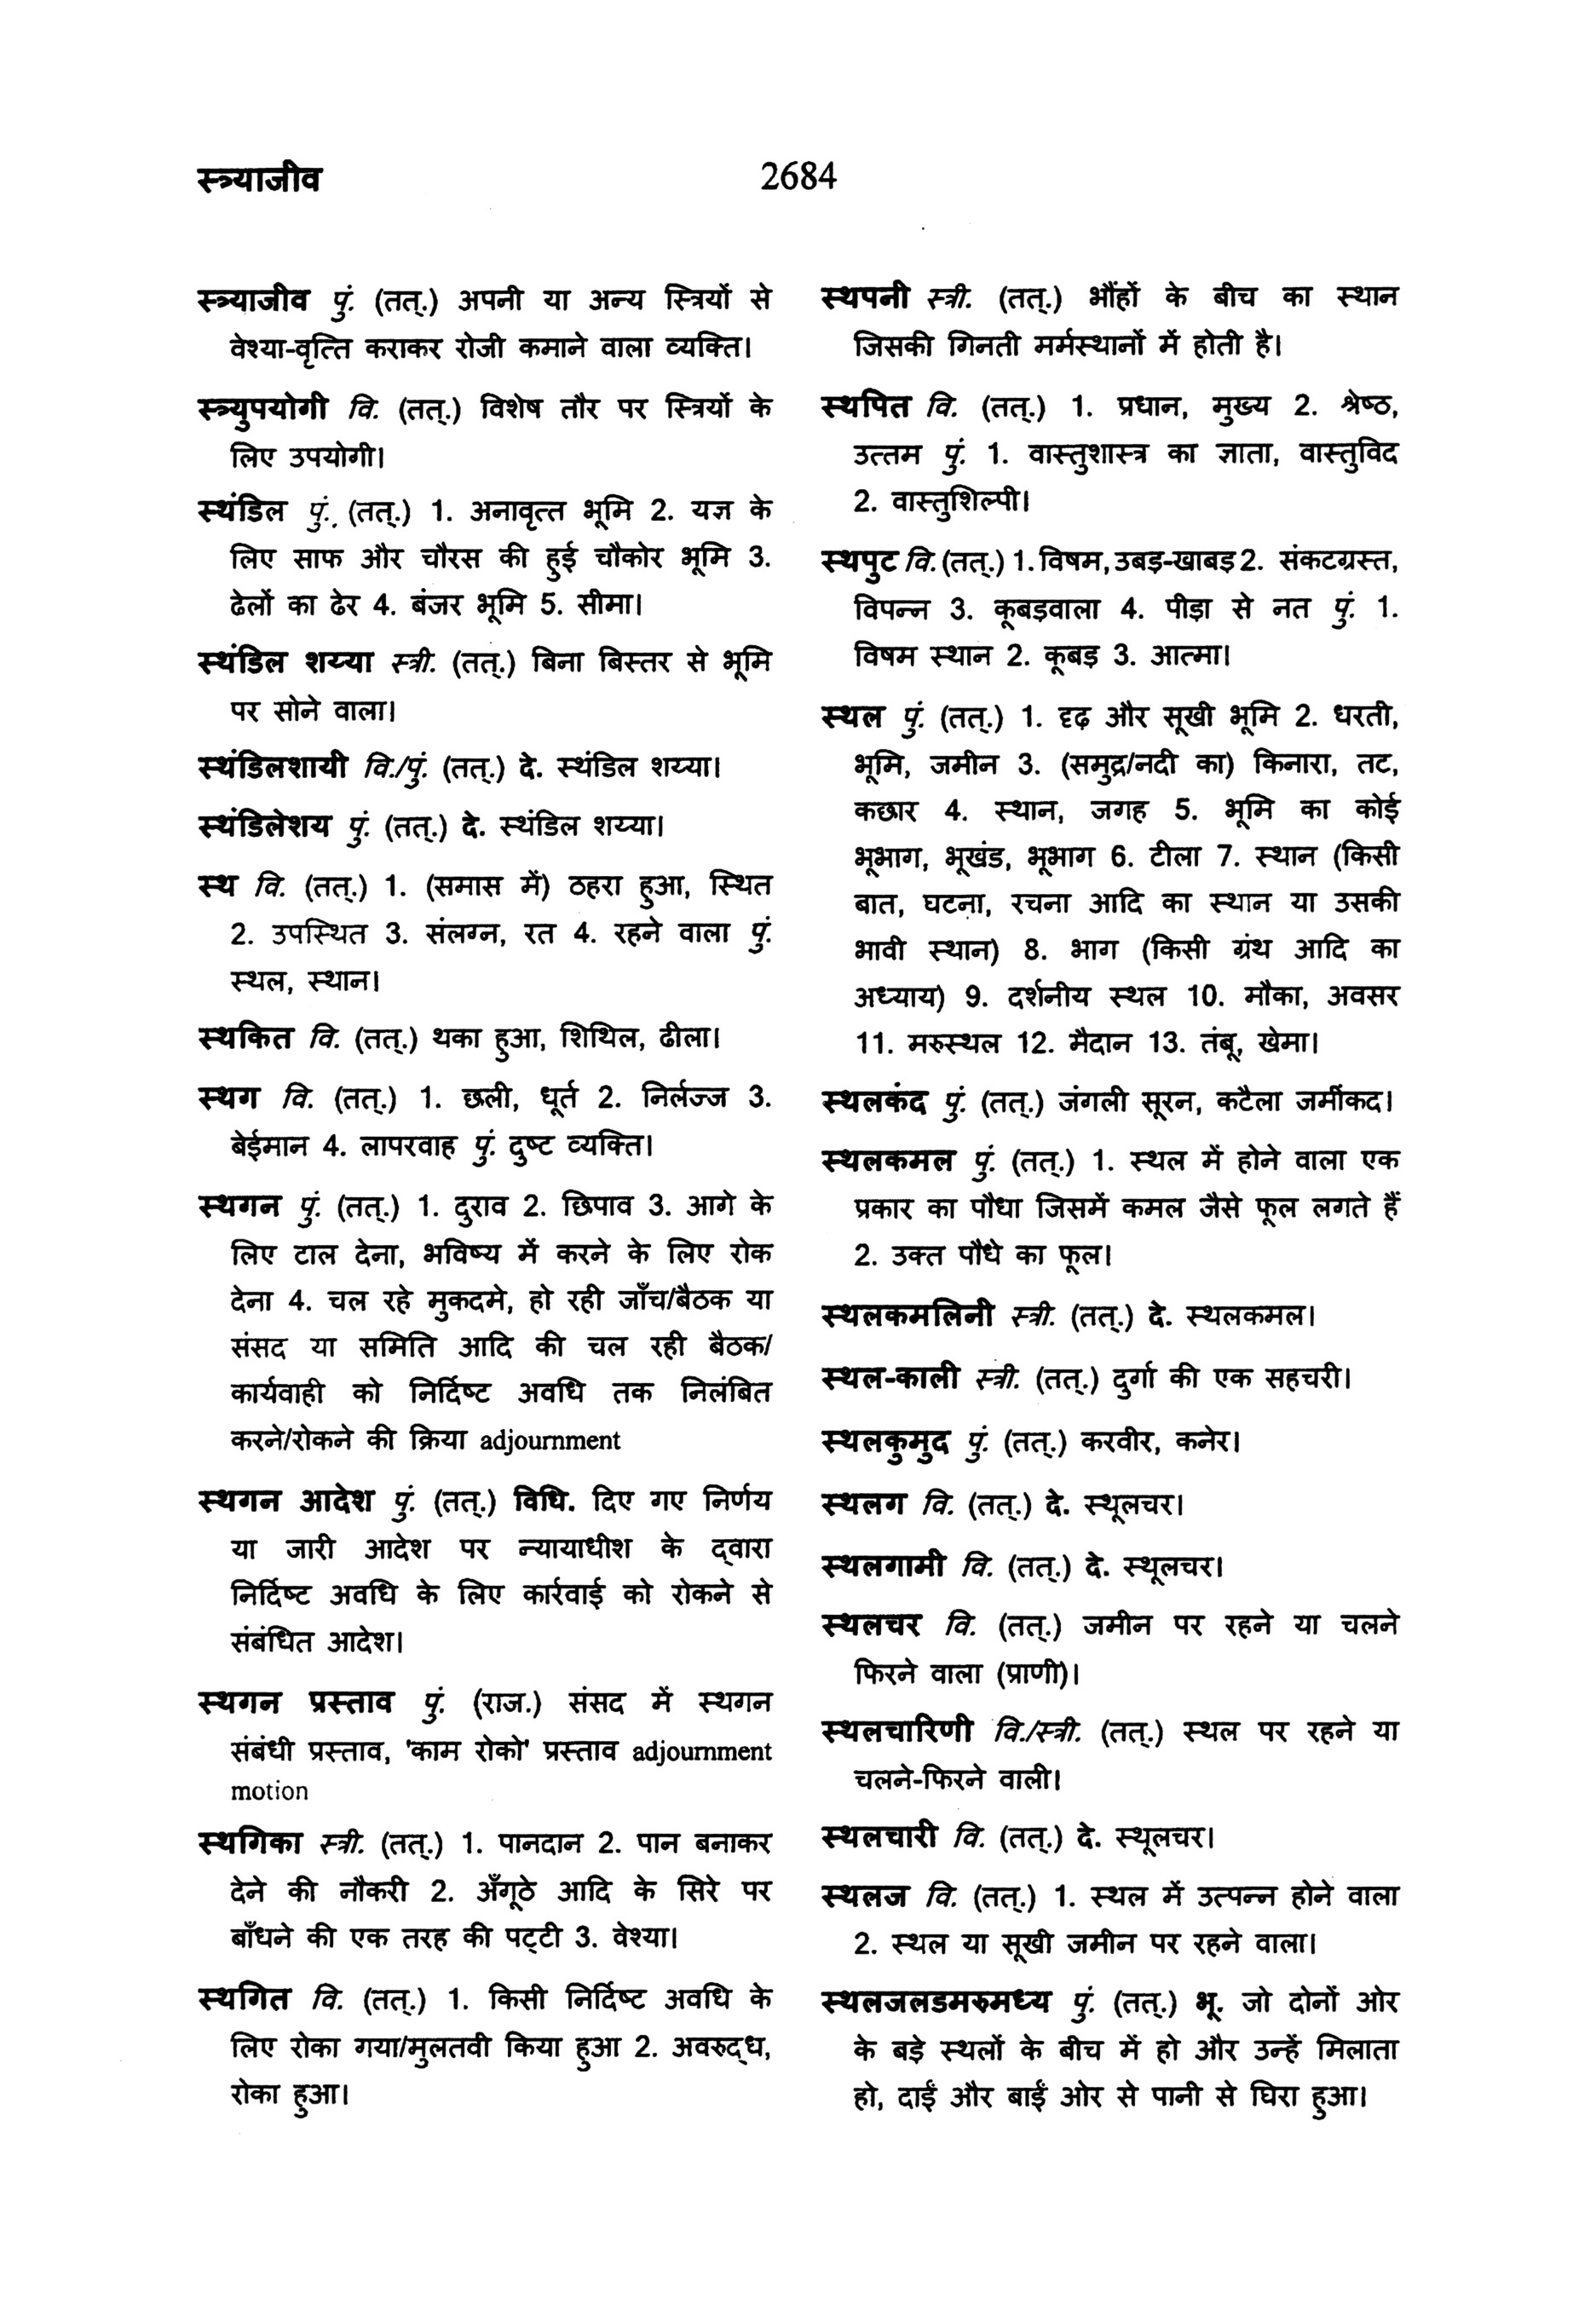 स्त्र्याजीव
2684
स्त्र्याजीव पुं. (तत्.) अपनी या अन्य स्त्रियों से
वेश्या-वृत्ति कराकर रोजी कमाने वाला व्यक्ति।
स्त्र्युपयोगी वि. (तत्.) विशेष तौर पर स्त्रियों के
लिए उपयोगी।
स्थंडिल पुं. (तत्.) 1. अनावृत्त भूमि 2. यज्ञ के
लिए साफ और चौरस की हुई चौकोर भूमि 3.
ढेलों का ढेर 4. बंजर भूमि 5. सीमा।
स्थंडिल शय्या स्त्री. (तत्.) बिना बिस्तर से भूमि
पर सोने वाला।
स्थंडिलशायी वि./पुं. (तत्.) दे. स्थंडिल शय्या।
स्थंडिलेशय पुं. (तत्.) दे. स्थंडिल शय्या।
स्थ वि. (तत्.) 1. (समास में) ठहरा हुआ, स्थित
2. उपस्थित 3. संलग्न, रत 4. रहने वाला पुं.
स्थल, स्थान।
स्थकित वि. (तत्.) थका हुआ, शिथिल, ढीला।
स्थग वि. (तत्.) 1. छली, धूर्त 2. निर्लज्ज 3.
बेईमान 4. लापरवाह पुं. दुष्ट व्यक्ति।
स्थगन पुं. (तत्.) 1. दुराव 2. छिपाव 3. आगे के
लिए टाल देना, भविष्य में करने के लिए रोक
देना 4. चल रहे मुकदमे, हो रही जाँच/बैठक या
संसद या समिति आदि की चल रही बैठक/
कार्यवाही को निर्दिष्ट अवधि तक निलंबित
करने/रोकने की क्रिया adjournment
स्थगन आदेश पुं. (तत्.) विधि. दिए गए निर्णय
या जारी आदेश पर न्यायाधीश के द्‌वारा
निर्दिष्ट अवधि के लिए कार्रवाई को रोकने से
संबंधित आदेश।
स्थगन प्रस्ताव पुं. (राज.) संसद में स्थगन
संबंधी प्रस्ताव, 'काम रोको' प्रस्ताव adjournment
motion
स्थगिका स्त्री. (तत्.) 1. पानदान 2. पान बनाकर
देने की नौकरी 2. अँगूठे आदि के सिरे पर
बाँधने की एक तरह की पट्‌टी 3. वेश्या।
स्थगित वि. (तत्.) 1. किसी निर्दिष्ट अवधि के
लिए रोका गया/मुलतवी किया हुआ 2. अवरुद्‌ध,
रोका हुआ।
स्थपनी स्त्री. (तत्.) भौंहों के बीच का स्थान
जिसकी गिनती मर्मस्थानों में होती है।
स्थपित वि. (तत्.) 1. प्रधान, मुख्य 2. श्रेष्ठ,
उत्तम पुं. 1. वास्तुशास्त्र का ज्ञाता, वास्तुविद
2. वास्तुशिल्पी।
स्थपुट वि. (तत्.) 1. विषम, उबड़-खाबड़ 2. संकटग्रस्त,
विपन्न 3. कूबड़वाला 4. पीड़ा से नत पुं. 1.
विषम स्थान 2. कूबड़ 3. आत्मा।
स्थल पुं. (तत्.) 1. दृढ़ और सूखी भूमि 2. धरती,
भूमि, जमीन 3. (समुद्र/नदी का) किनारा, तट,
कछार 4. स्थान, जगह 5. भूमि का कोई
भूभाग, भूखंड, भूभाग 6. टीला 7. स्थान (किसी
बात, घटना, रचना आदि का स्थान या उसकी
भावी स्थान) 8. भाग (किसी ग्रंथ आदि का
अध्याय) 9. दर्शनीय स्थल 10. मौका, अवसर
11. मरुस्थल 12. मैदान 13. तंबू, खेमा।
स्थलकंद पुं. (तत्.) जंगली सूरन, कटैला जमींकद।
स्थलकमल पुं. (तत्.) 1. स्थल में होने वाला एक
प्रकार का पौधा जिसमें कमल जैसे फूल लगते हैं
2. उक्त पौधे का फूल।
स्थलकमलिनी स्त्री. (तत्.) दे. स्थलकमल।
स्थल-काली स्त्री. (तत्.) दुर्गा की एक सहचरी।
स्थलकुमुद पुं. (तत्.) करवीर, कनेर।
स्थलग वि. (तत्.) दे. स्थूलचर।
स्थलगामी वि. (तत्.) दे. स्थूलचर।
स्थलचर वि. (तत्.) जमीन पर रहने या चलने
फिरने वाला (प्राणी)।
स्थलचारिणी वि./स्त्री. (तत्.) स्थल पर रहने या
चलने-फिरने वाली।
स्थलचारी वि. (तत्.) दे. स्थूलचर।
स्थलज वि. (तत्.) 1. स्थल में उत्पन्न होने वाला
2. स्थल या सूखी जमीन पर रहने वाला।
स्थलजलडमरुमध्य पुं. (तत्.) भू. जो दोनों ओर
के बड़े स्थलों के बीच में हो और उन्हें मिलाता
हो, दाईं और बाईं ओर से पानी से घिरा हुआ।